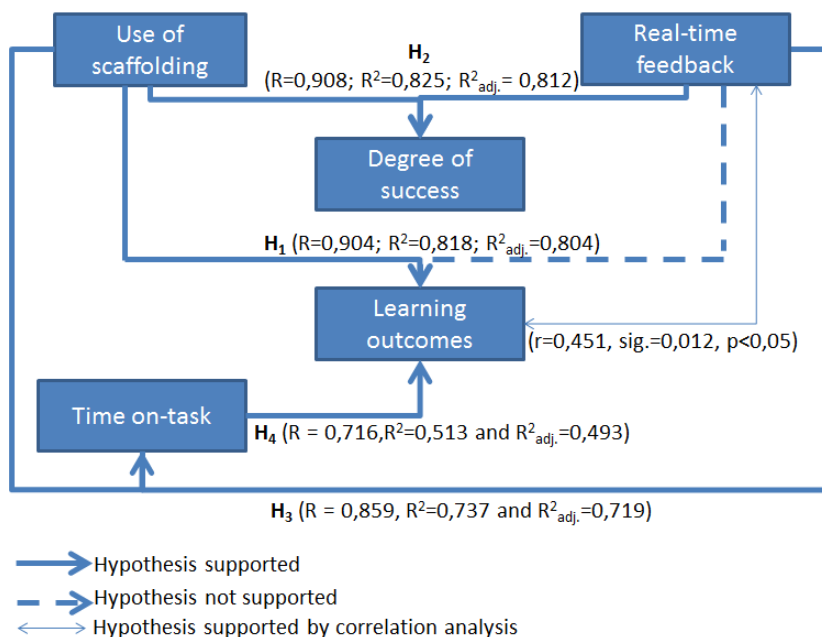 Use of
scaffolding
Real-time
feedback
H2
(R=0,908; R²=0,825; R²adj.= 0,812)
Degree of
success
H1 (R=0,904; R²=0,818; R²adj.=0,804)
Learning
outcomes
(r=0,451, sig.=0,012, p<0,05)
Time on-task
H4 (R = 0,716,R²=0,513 and R²adj.=0,493)
H3 (R = 0,859, R²=0,737 and R²adj.=0,719)
Hypothesis supported
Hypothesis not supported
Hypothesis supported by correlation analysis